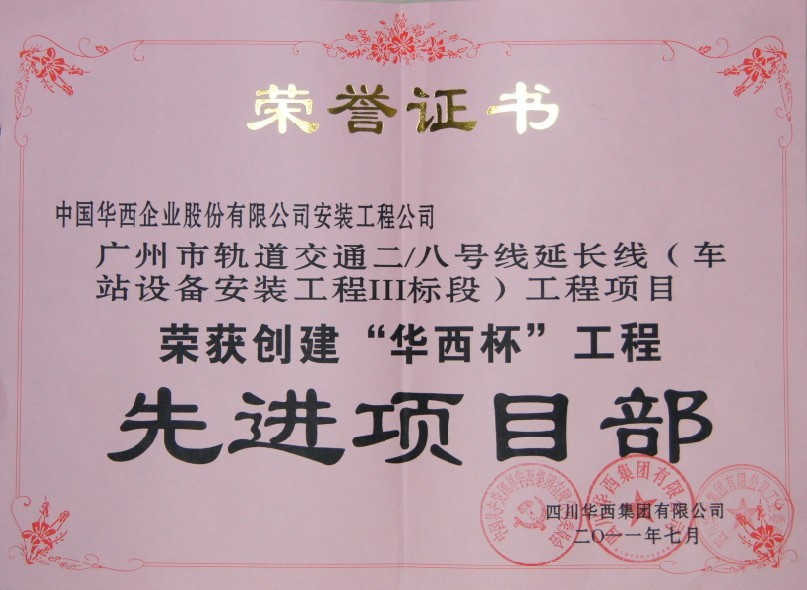 荣誉证书
中国华西企业股份有限公司安装工程公司
广州市轨道交通二/八号线延长线（车
站设备安装工程III标段）工程项目
荣获创建“华西杯”工程
先进项目部
四川华西集团有限公司
二〇一一年七月